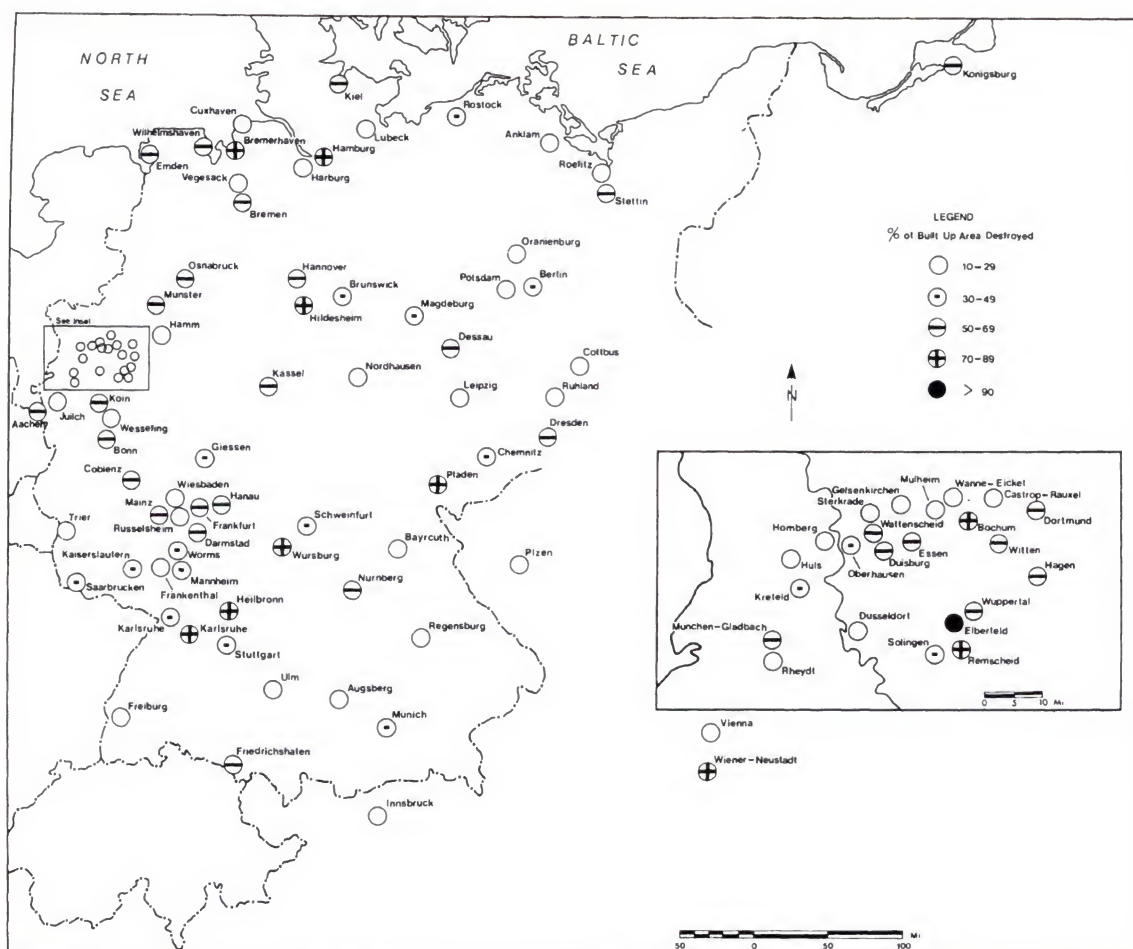 NORTH
SEA
BALTIC
SEA
Konigsburg
Kiel
Rostock
Cuxhaven
Lubeck
Anklam
Wilhelmshaven
Bremerhaven
Hamburg
Emden
Harburg
Roelitz
Vegesack
Stettin
Bremen
LEGEND
% of Built Up Area Destroyed
10-29
30-49
50-69
70-89
> 90
Oranienburg
Osnabruck
Hannover
Potsdam
Berlin
Brunswick
Munster
Magdeburg
Hildesheim
See Insel
Hamm
Dessau
Cottbus
Nordhausen
Kassel
Leipzig
Ruhland
N
Koln
Juilch
Aachen
Wesseling
Dresden
Bonn
Giessen
Chemnitz
Coblenz
Pladen
Wiesbaden
Mainz
Hanau
Schweinfurt
Trier
Russelsheim
Frankfurt
Darmstad
Bayrcuth
Plzen
Kaiserslautern
Worms
Wursburg
Saarbrucken
Mannheim
Nurnberg
Frankenthal
Heilbronn
Karlsruhe
Karlsruhe
Regensburg
Stuttgart
Ulm
Augsberg
Freiburg
Munich
Friedrichshafen
Innsbruck
Mulheim
Wanne-Eickel
Gelsenkirchen
Castrop-Rauxel
Sterkrade
Homberg
Wattenscheid
Bochum
Dortmund
Essen
Witten
Huls
Duisburg
Oberhausen
Hagen
Krefeld
Wuppertal
Dusseldorf
Munchen-Gladbach
Elberfeld
Solingen
Remscheid
Rheydt
0 5 10
Mi
Vienna
Wiener-Neustadt
50 0 50 100
Mi